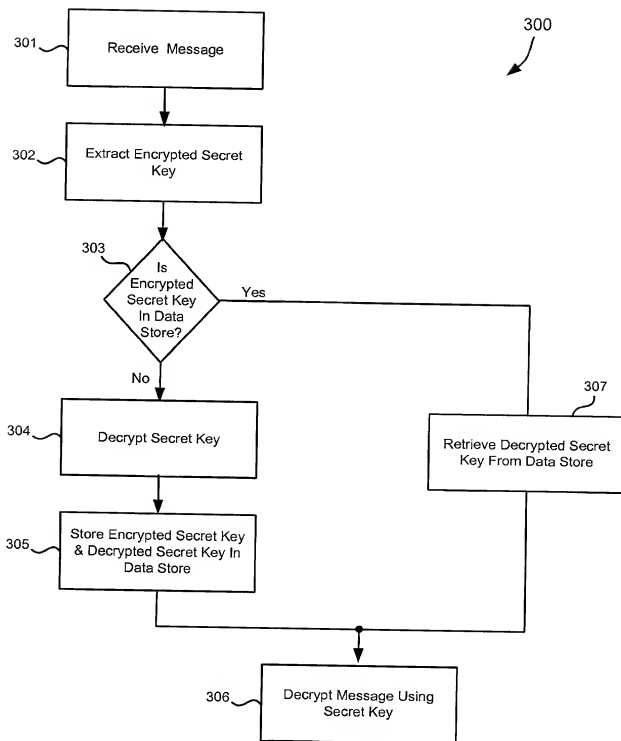 300
301
Receive Message
302
Extract Encrypted Secret
Key
303
Is
Encrypted
Secret Key
In Data
Store?
Yes
No
304
Decrypt Secret Key
307
Retrieve Decrypted Secret
Key From Data Store
305
Store Encrypted Secret Key
& Decrypted Secret Key In
Data Store
306
Decrypt Message Using
Secret Key